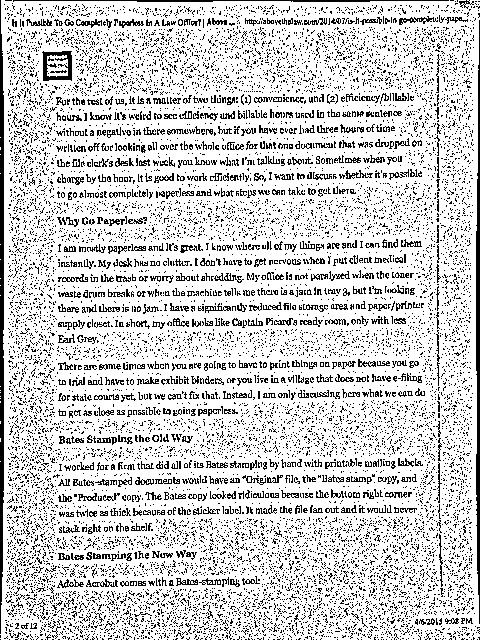 Is It Possible To Go Completely Paperless In A Law Office? | Above ... http://abovethelaw.com/2014/07/is-it-possible-to-go-completely-pape...
For the rest of us, it is a matter of two things: (1) convenience, and (2) efficiency/billable
hours. I know it's weird to see efficiency and billable hours used in the same sentence
without a negative in there somewhere, but if you have ever had three hours of time
written off for looking all over the whole office for that one document that was dropped on
the file clerk's desk last week, you know what I'm talking about. Sometimes when you
charge by the hour, it is good to work efficiently. So, I want to discuss whether it's possible
to go almost completely paperless and what steps we can take to get there.
Why Go Paperless?
I am mostly paperless and it's great. I know where all of my things are and I can find them
instantly. My desk has no clutter. I don't have to get nervous when I put client medical
records in the trash or worry about shredding. My office is not paralyzed when the toner
waste drum breaks or when the machine tells me there is a jam in tray 3, but I'm looking
there and there is no jam. I have a significantly reduced file storage area and paper/printer
supply closet. In short, my office looks like Captain Picard's ready room, only with less
Earl Grey.
There are some times when you are going to have to print things on paper because you go
to trial and have to make exhibit binders, or you live in a village that does not have e-filing
for state courts yet, but we can't fix that. Instead, I am only discussing here what we can do
to get as close as possible to going paperless.
Bates Stamping the Old Way
I worked for a firm that did all of its Bates stamping by hand with printable mailing labels.
All Bates-stamped documents would have an "Original" file, the "Bates stamp" copy, and
the "Produced" copy. The Bates copy looked ridiculous because the bottom right corner
was twice as thick because of the sticker label. It made the file fan out and it would never
stack right on the shelf.
Bates Stamping the New Way
Adobe Acrobat comes with a Bates-stamping tool:
2 of 12 4/6/2015 9:08 PM